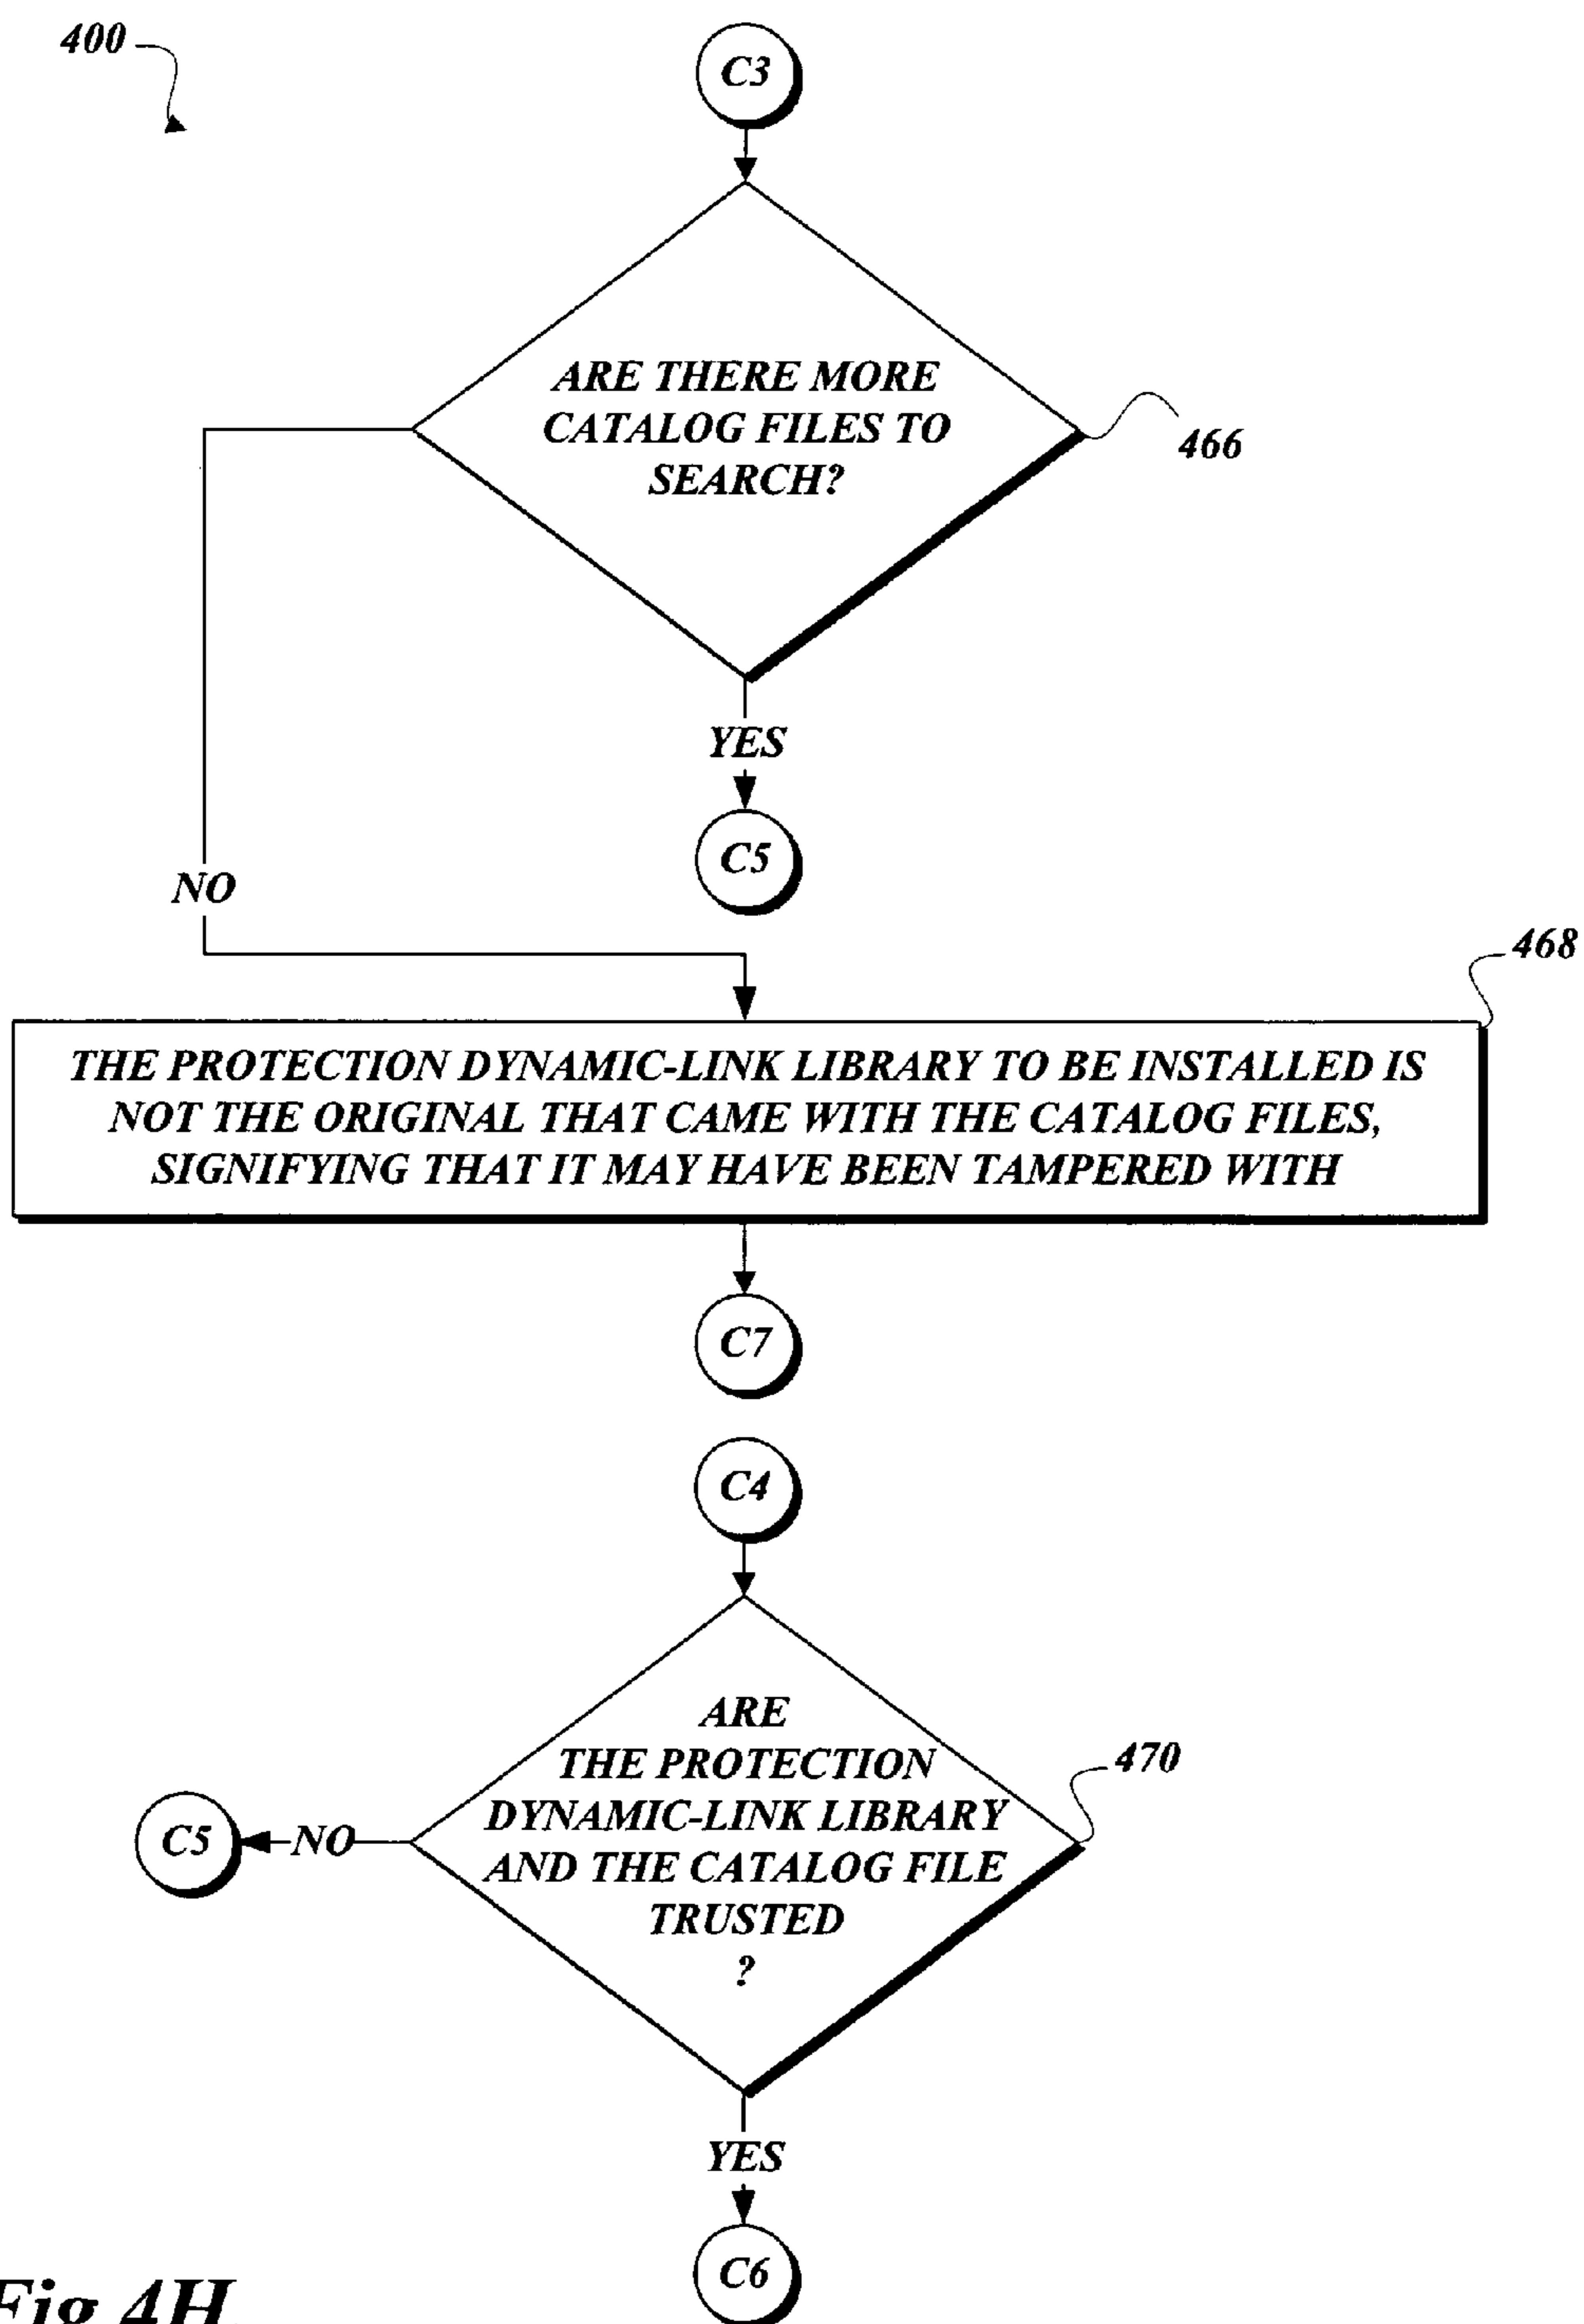 400
C3
ARE THERE MORE
CATALOG FILES TO
SEARCH?
466
YES
C5
NO
468
THE PROTECTION DYNAMIC-LINK LIBRARY TO BE INSTALLED IS
NOT THE ORIGINAL THAT CAME WITH THE CATALOG FILES,
SIGNIFYING THAT IT MAY HAVE BEEN TAMPERED WITH
C7
C4
ARE
THE PROTECTION
DYNAMIC-LINK LIBRARY
AND THE CATALOG FILE
TRUSTED
?
470
C5
NO
YES
C6
Fig 4H